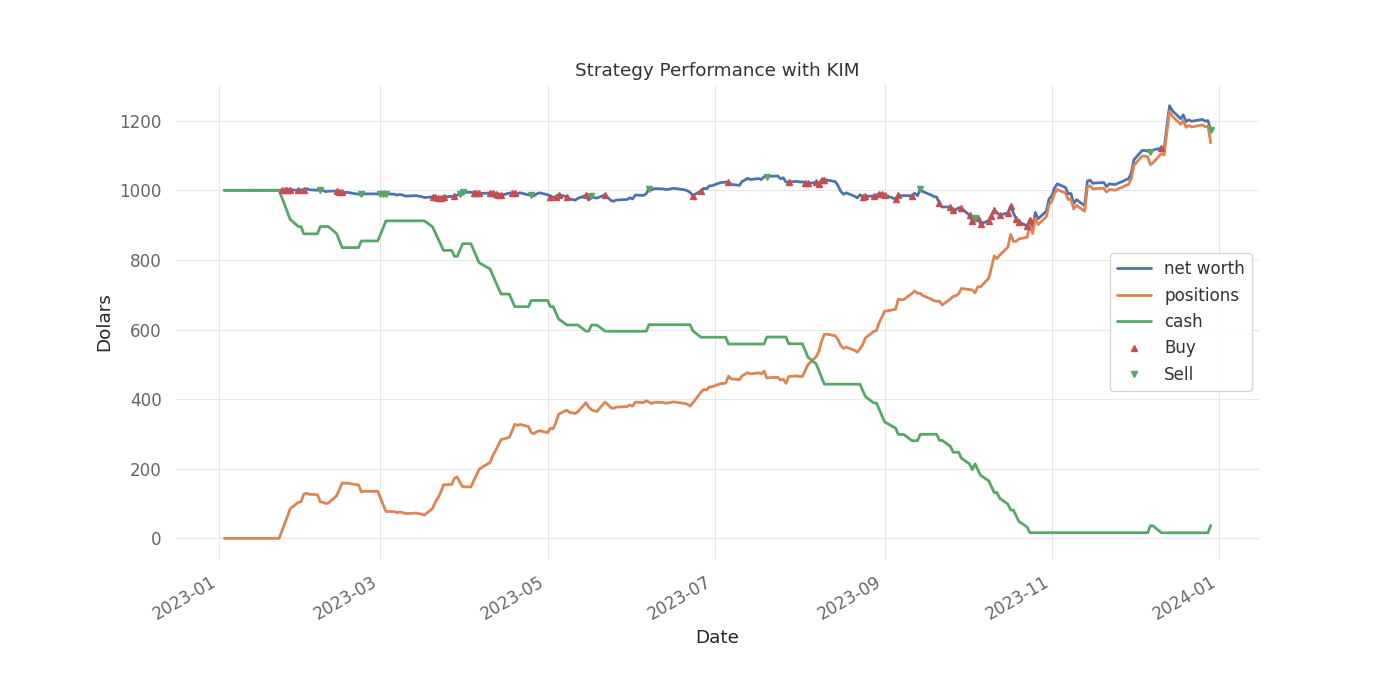 Strategy Performance with KIM
1200
1000
800
600
400
200
0
Dolars
net worth
positions
cash
Buy
Sell
2023-01
2023-03
2023-05
2023-07
2023-09
2023-11
2024-01
Date